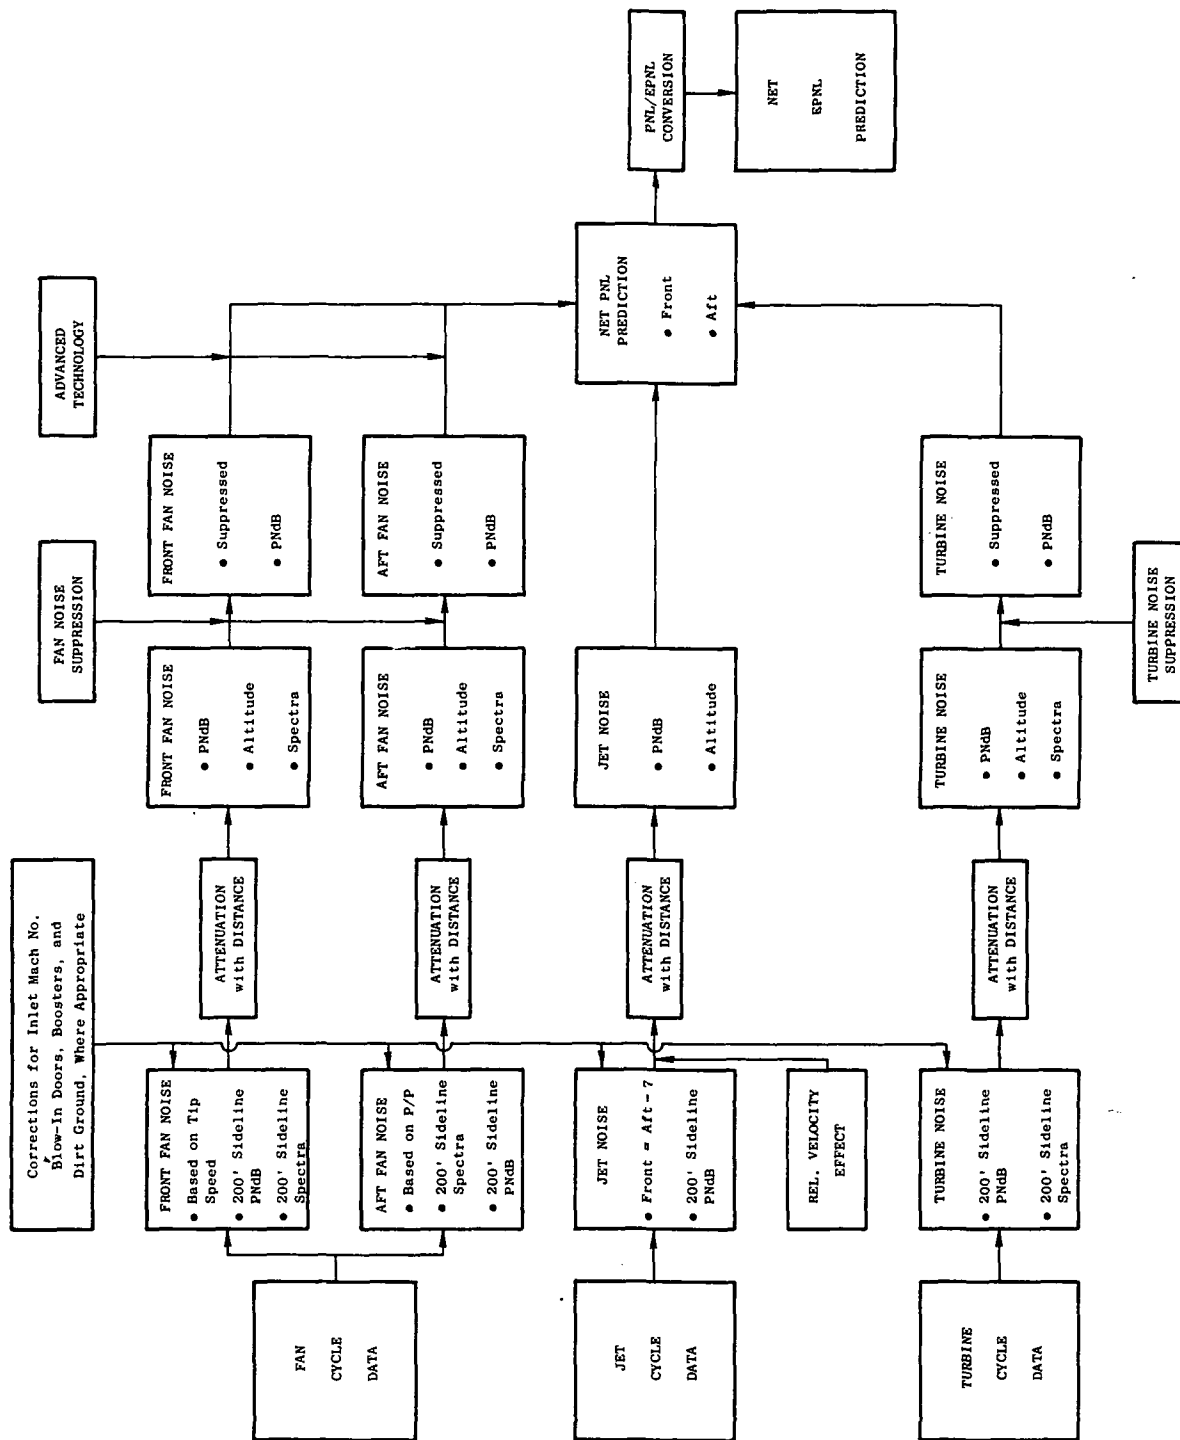 Corrections for Inlet Mach No.
Blow-In Doors, Boosters, and
Dirt Ground, Where Appropriate
FAN NOISE
SUPPRESSION
ADVANCED
TECHNOLOGY
FAN
CYCLE
DATA
FRONT FAN NOISE
• Based on Tip
Speed
• 200' Sideline
PNdB
• 200' Sideline
Spectra
ATTENUATION
with DISTANCE
FRONT FAN NOISE
• PNdB
• Altitude
• Spectra
FRONT FAN NOISE
• Suppressed
• PNdB
AFT FAN NOISE
• Based on P/P
• 200' Sideline
Spectra
• 200' Sideline
PNdB
ATTENUATION
with DISTANCE
AFT FAN NOISE
• PNdB
• Altitude
• Spectra
AFT FAN NOISE
• Suppressed
• PNdB
JET
CYCLE
DATA
JET NOISE
• Front = Aft - 7
• 200' Sideline
PNdB
ATTENUATION
with DISTANCE
JET NOISE
• PNdB
• Altitude
NET PNL
PREDICTION
• Front
• Aft
PNL/EPNL
CONVERSION
NET
EPNL
PREDICTION
REL. VELOCITY
EFFECT
TURBINE
CYCLE
DATA
TURBINE NOISE
• 200' Sideline
PNdB
• 200' Sideline
Spectra
ATTENUATION
with DISTANCE
TURBINE NOISE
• PNdB
• Altitude
• Spectra
TURBINE NOISE
• Suppressed
• PNdB
TURBINE NOISE
SUPPRESSION